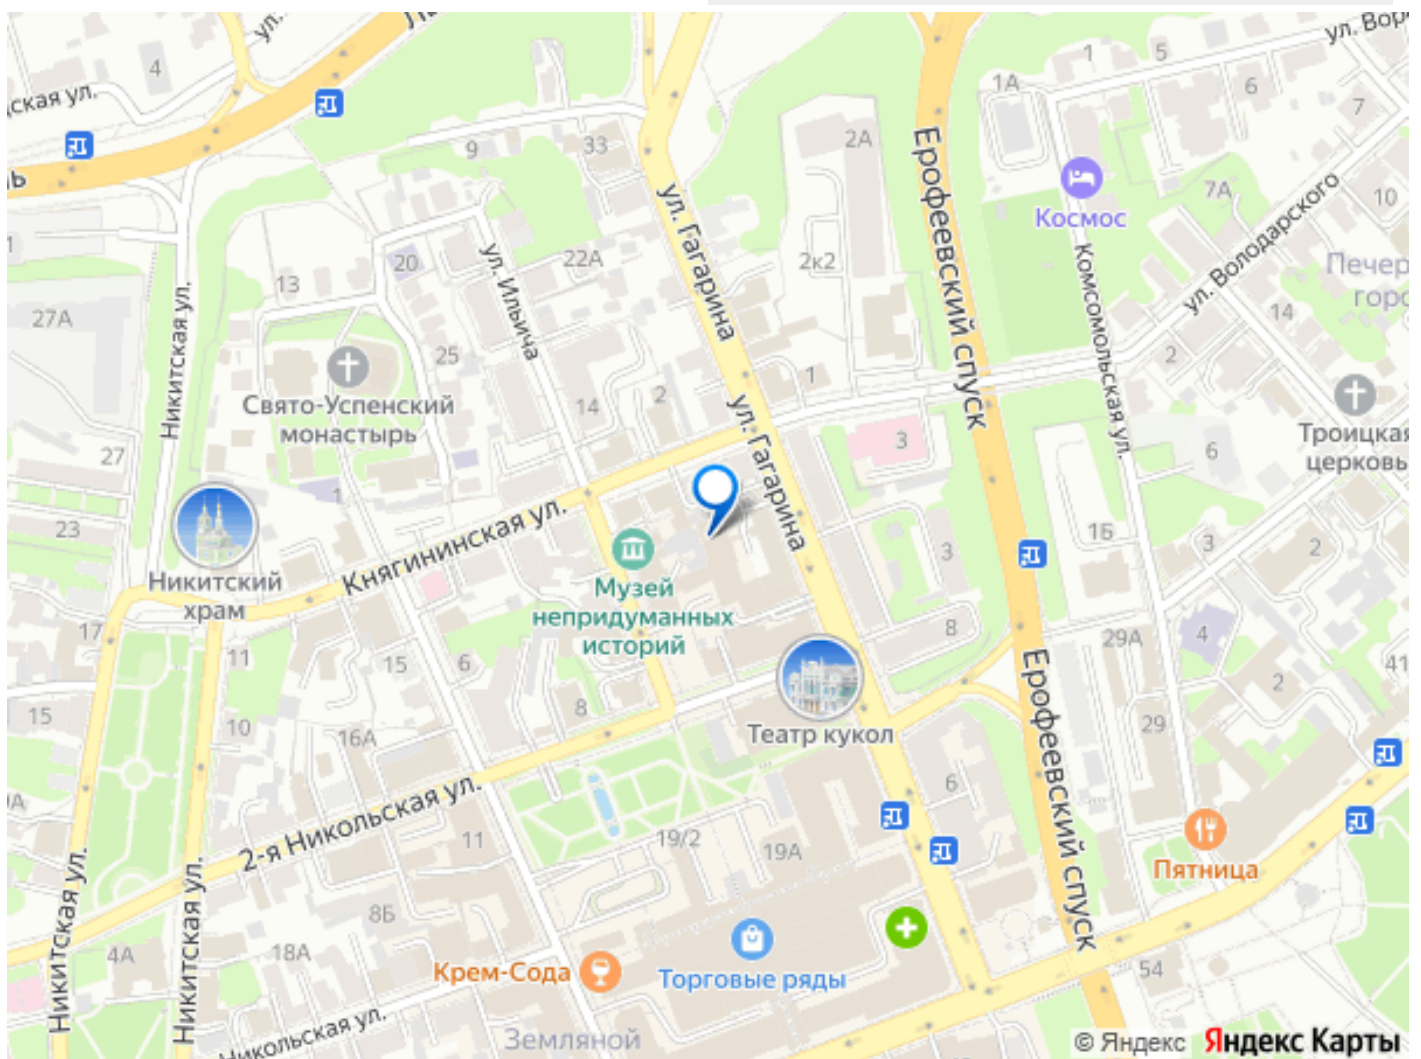 ул. Вор
4
1
5
1А
6
7
ская ул.
2А
9
33
7А
10
Космос
ул. Гагарина
Ерофеевский спуск
ул. Володарского
Комсомольская ул.
20
22А
2к2
13
14
Печер
горо
ул. Ильича
Никитская ул.
27А
25
Свято-Успенский
монастырь
14
2
1
2
Троицкая
церковь
ул. Гагарина
3
6
27
1
23
Княгининская ул.
1Б
3
3
2
Никитский
храм
Музей
непридуманных
историй
17
11
15
6
8
29А
4
41
2
15
10
16А
8
29
Театр кукол
Ерофеевский спуск
2-я Никольская ул.
6
11
19/2
19А
Пятница
Никитская ул.
Никитская ул.
8Б
4А
18А
Крем-Сода
Торговые ряды
54
Никольская ул.
Земляной
© Яндекс Яндекс Карты